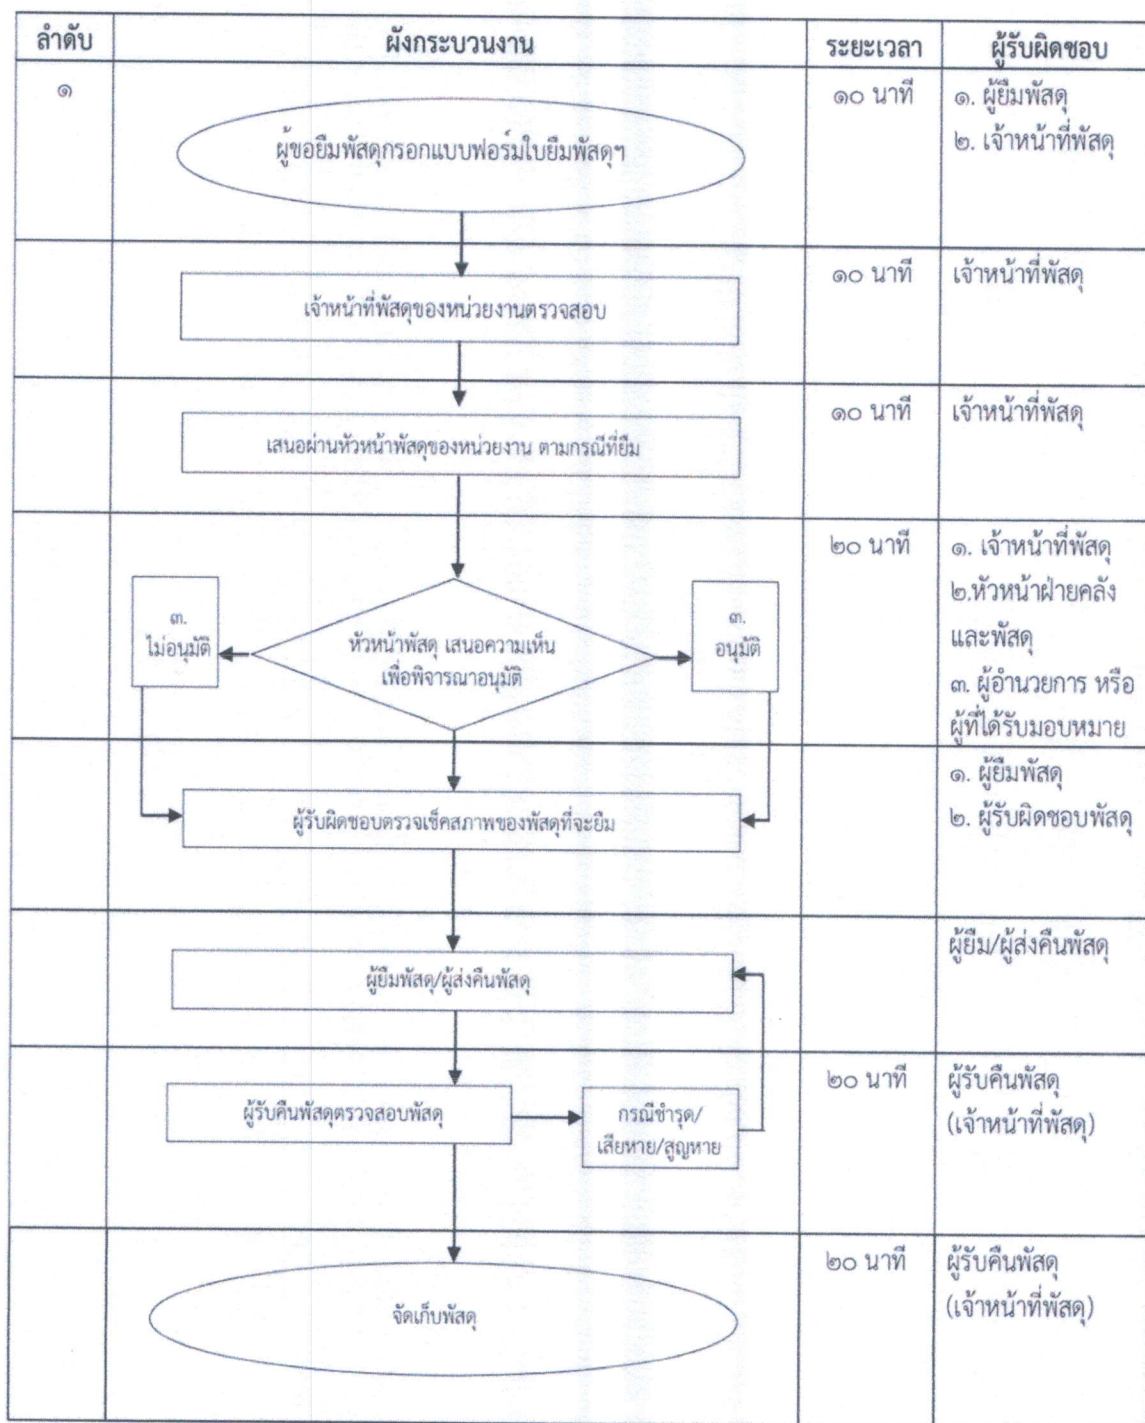 ลำดับ
ผังกระบวนงาน
ระยะเวลา
ผู้รับผิดชอบ
๑
ผู้ขอยืมพัสดุกรอกแบบฟอร์มใบยืมพัสดุฯ
๑๐ นาที
๑. ผู้ยืมพัสดุ
๒. เจ้าหน้าที่พัสดุ
เจ้าหน้าที่พัสดุของหน่วยงานตรวจสอบ
๑๐ นาที
เจ้าหน้าที่พัสดุ
เสนอผ่านหัวหน้าพัสดุของหน่วยงาน ตามกรณีที่ยืม
๑๐ นาที
เจ้าหน้าที่พัสดุ
๓.
ไม่อนุมัติ
หัวหน้าพัสดุ เสนอความเห็น
เพื่อพิจารณาอนุมัติ
๓.
อนุมัติ
๒๐ นาที
๑. เจ้าหน้าที่พัสดุ
๒.หัวหน้าฝ่ายคลัง
และพัสดุ
๓. ผู้อำนวยการ หรือ
ผู้ที่ได้รับมอบหมาย
ผู้รับผิดชอบตรวจเช็คสภาพของพัสดุที่จะยืม
๑. ผู้ยืมพัสดุ
๒. ผู้รับผิดชอบพัสดุ
ผู้ยืมพัสดุ/ผู้ส่งคืนพัสดุ
ผู้ยืม/ผู้ส่งคืนพัสดุ
ผู้รับคืนพัสดุตรวจสอบพัสดุ
กรณีชำรุด/
เสียหาย/สูญหาย
๒๐ นาที
ผู้รับคืนพัสดุ
(เจ้าหน้าที่พัสดุ)
จัดเก็บพัสดุ
๒๐ นาที
ผู้รับคืนพัสดุ
(เจ้าหน้าที่พัสดุ)